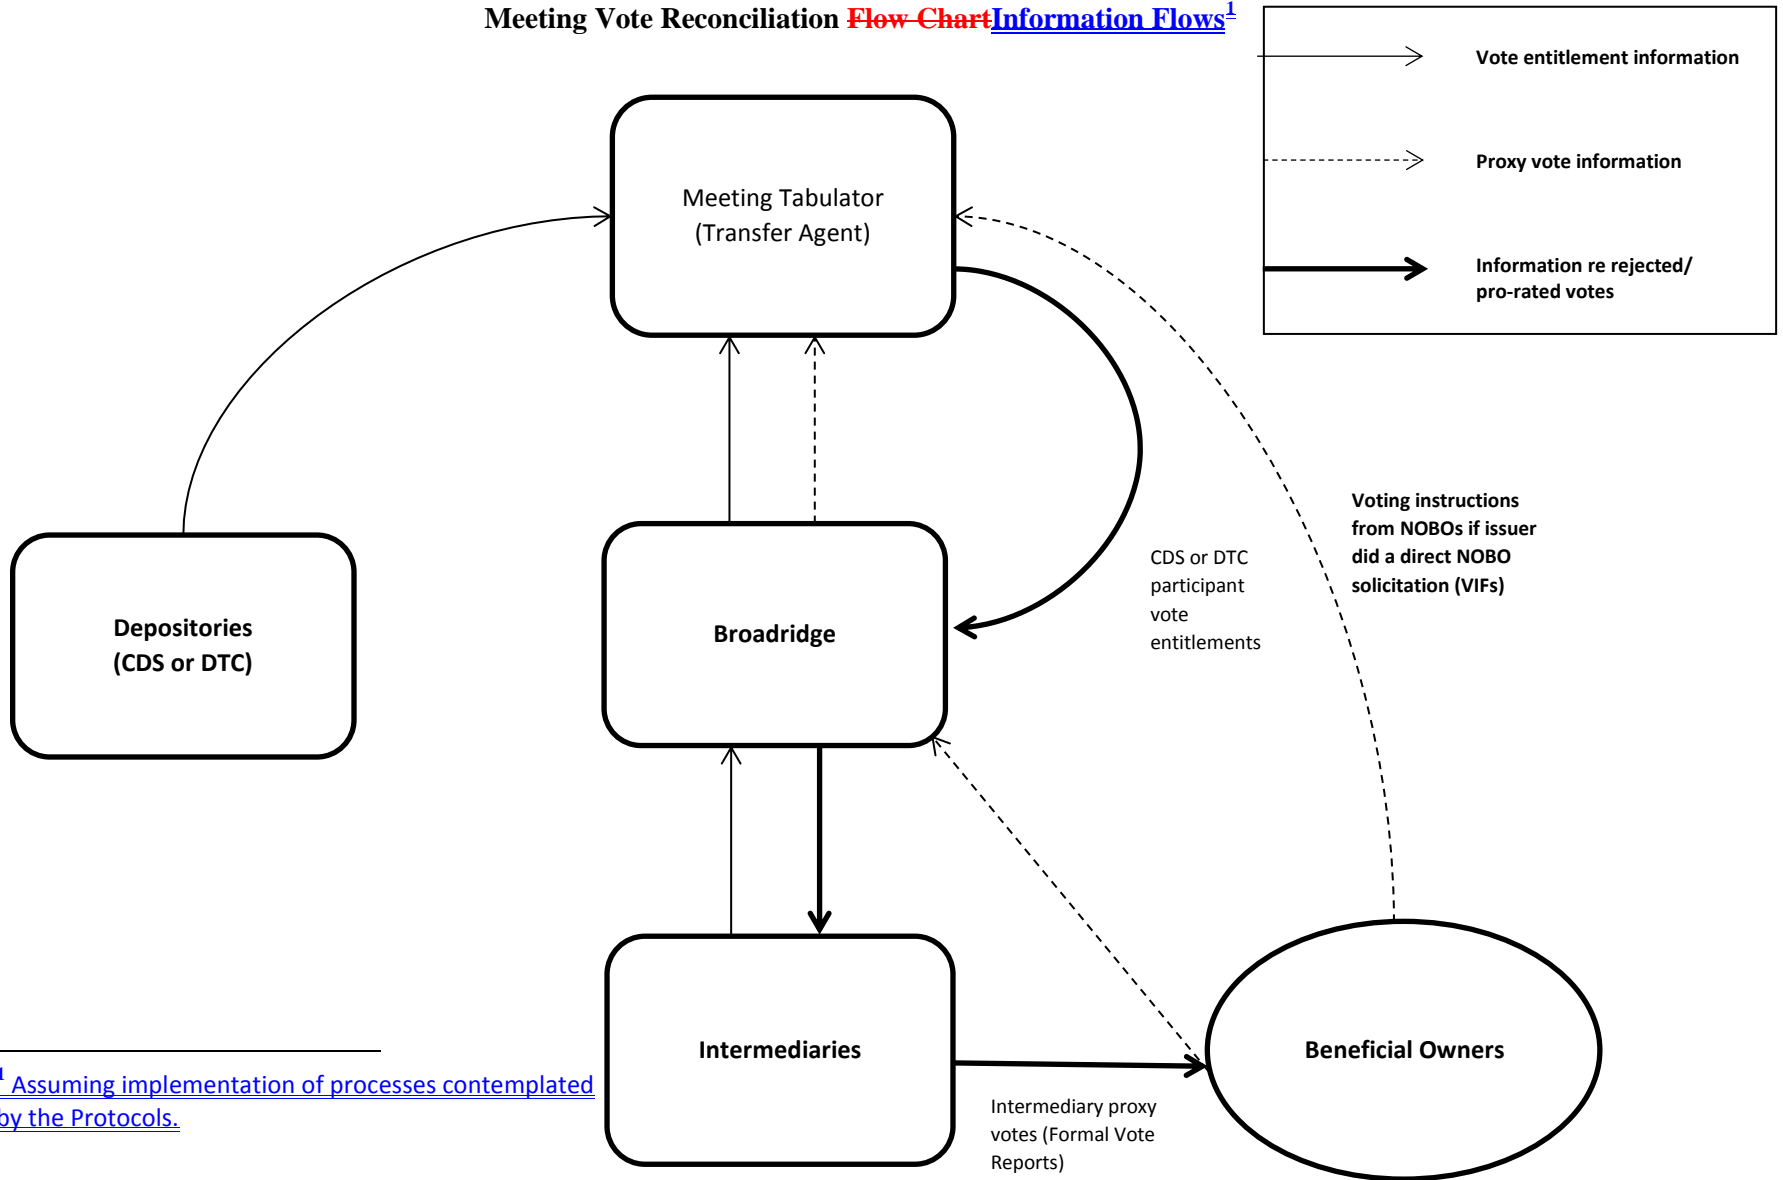 Meeting Vote Reconciliation Flow ChartInformation Flows1
Vote entitlement information
Proxy vote information
Information re rejected/
pro-rated votes
Meeting Tabulator
(Transfer Agent)
Voting instructions
from NOBOs if issuer
did a direct NOBO
solicitation (VIFs)
CDS or DTC
participant
vote
entitlements
Depositories
(CDS or DTC)
Broadridge
Intermediaries
Beneficial Owners
1 Assuming implementation of processes contemplated
by the Protocols.
Intermediary proxy
votes (Formal Vote
Reports)